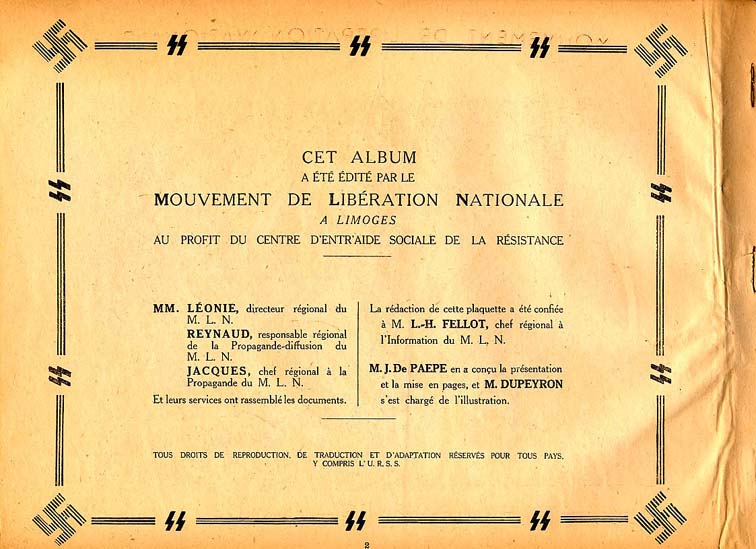 CET ALBUM
A ÉTÉ ÉDITÉ PAR LE
MOUVEMENT DE LIBÉRATION NATIONALE
A LIMOGES
AU PROFIT DU CENTRE D'ENTR'AIDE SOCIALE DE LA RÉSISTANCE
MM. LÉONIE, directeur régional du
M. L. N.
REYNAUD, responsable régional
de la Propagande-diffusion du
M. L. N.
JACQUES, chef régional à la
Propagande du M. L. N.
Et leurs services ont rassemblé les documents.
La rédaction de cette plaquette a été confiée
à M. L.-H. FELLOT, chef régional à
l'Information du M. L. N.
M. J. De PAEPE en a conçu la présentation
et la mise en pages, et M. DUPEYRON
s'est chargé de l'illustration.
TOUS DROITS DE REPRODUCTION, DE TRADUCTION ET D'ADAPTATION RÉSERVÉS POUR TOUS PAYS,
Y COMPRIS L'U. R. S. S.
2